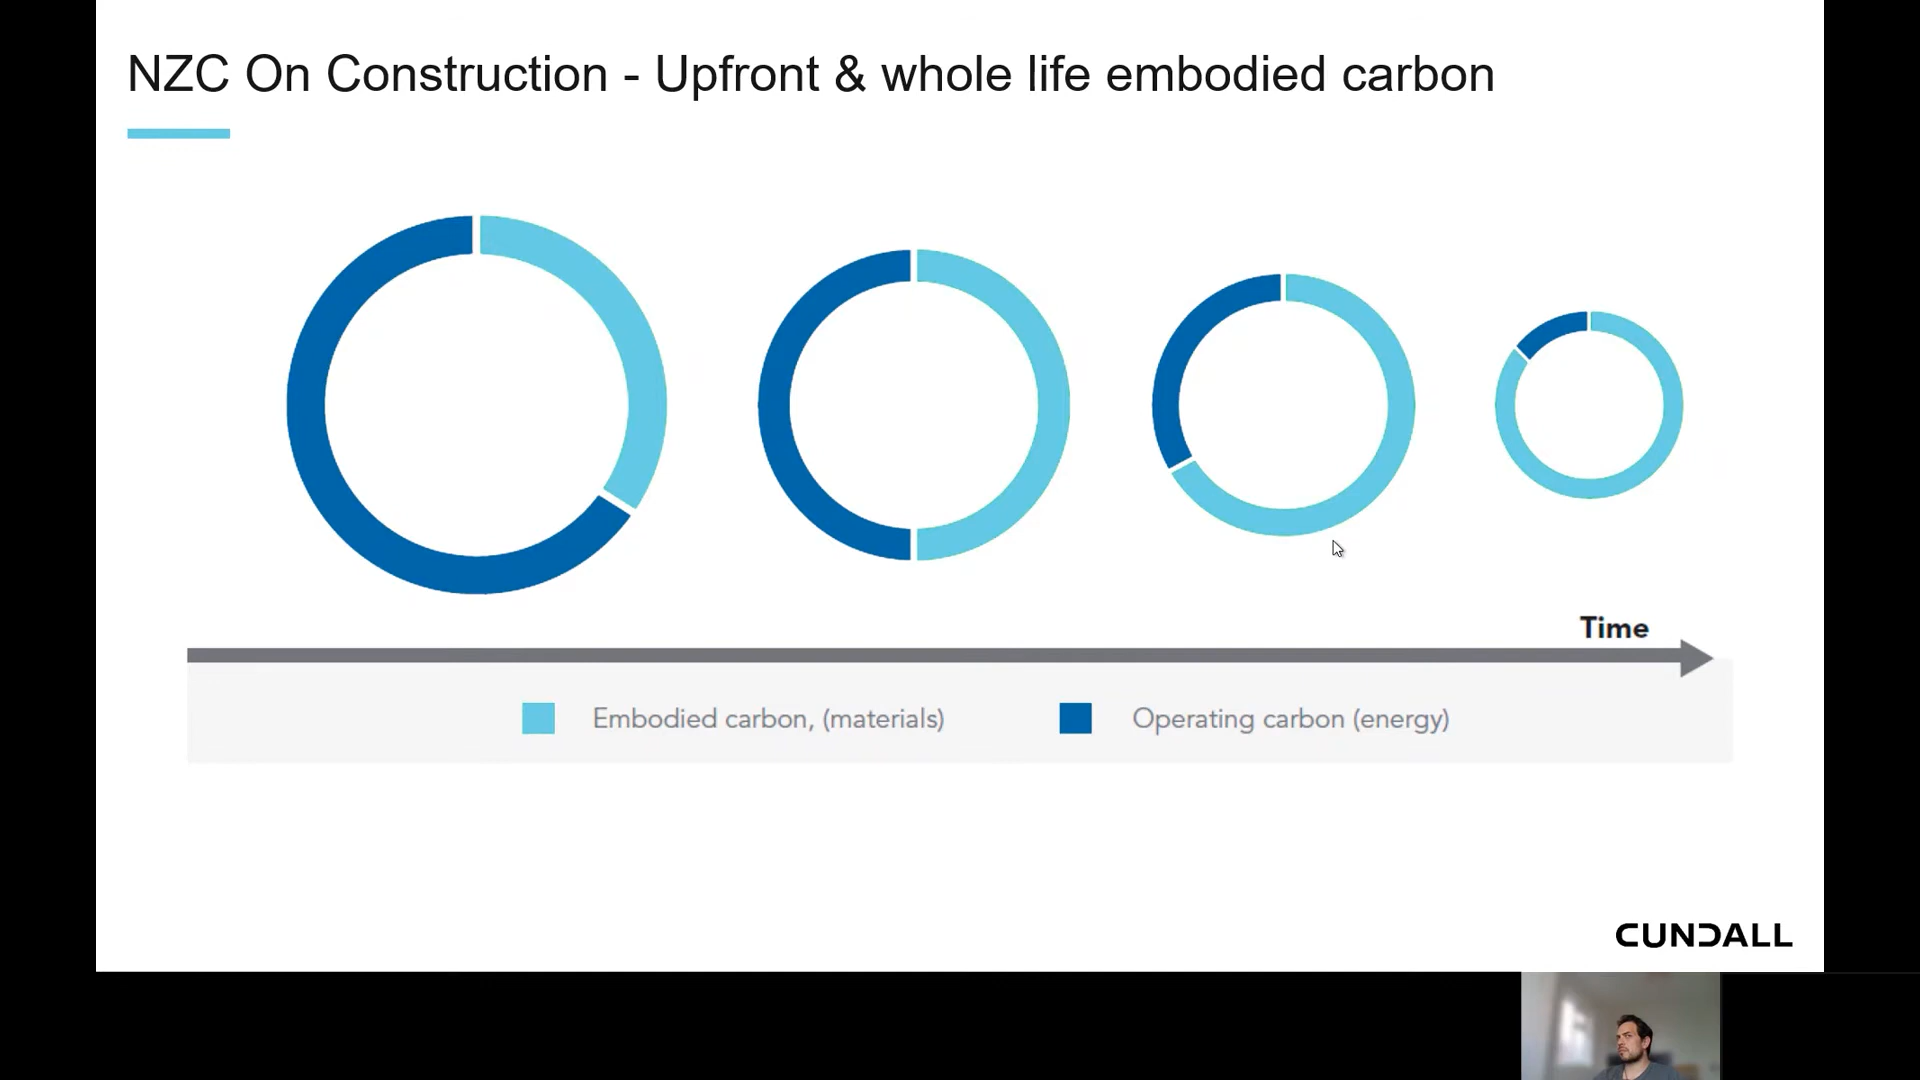 NZC On Construction - Upfront & whole life embodied carbon
Time
Embodied carbon, (materials)
Operating carbon (energy)
CUNDALL